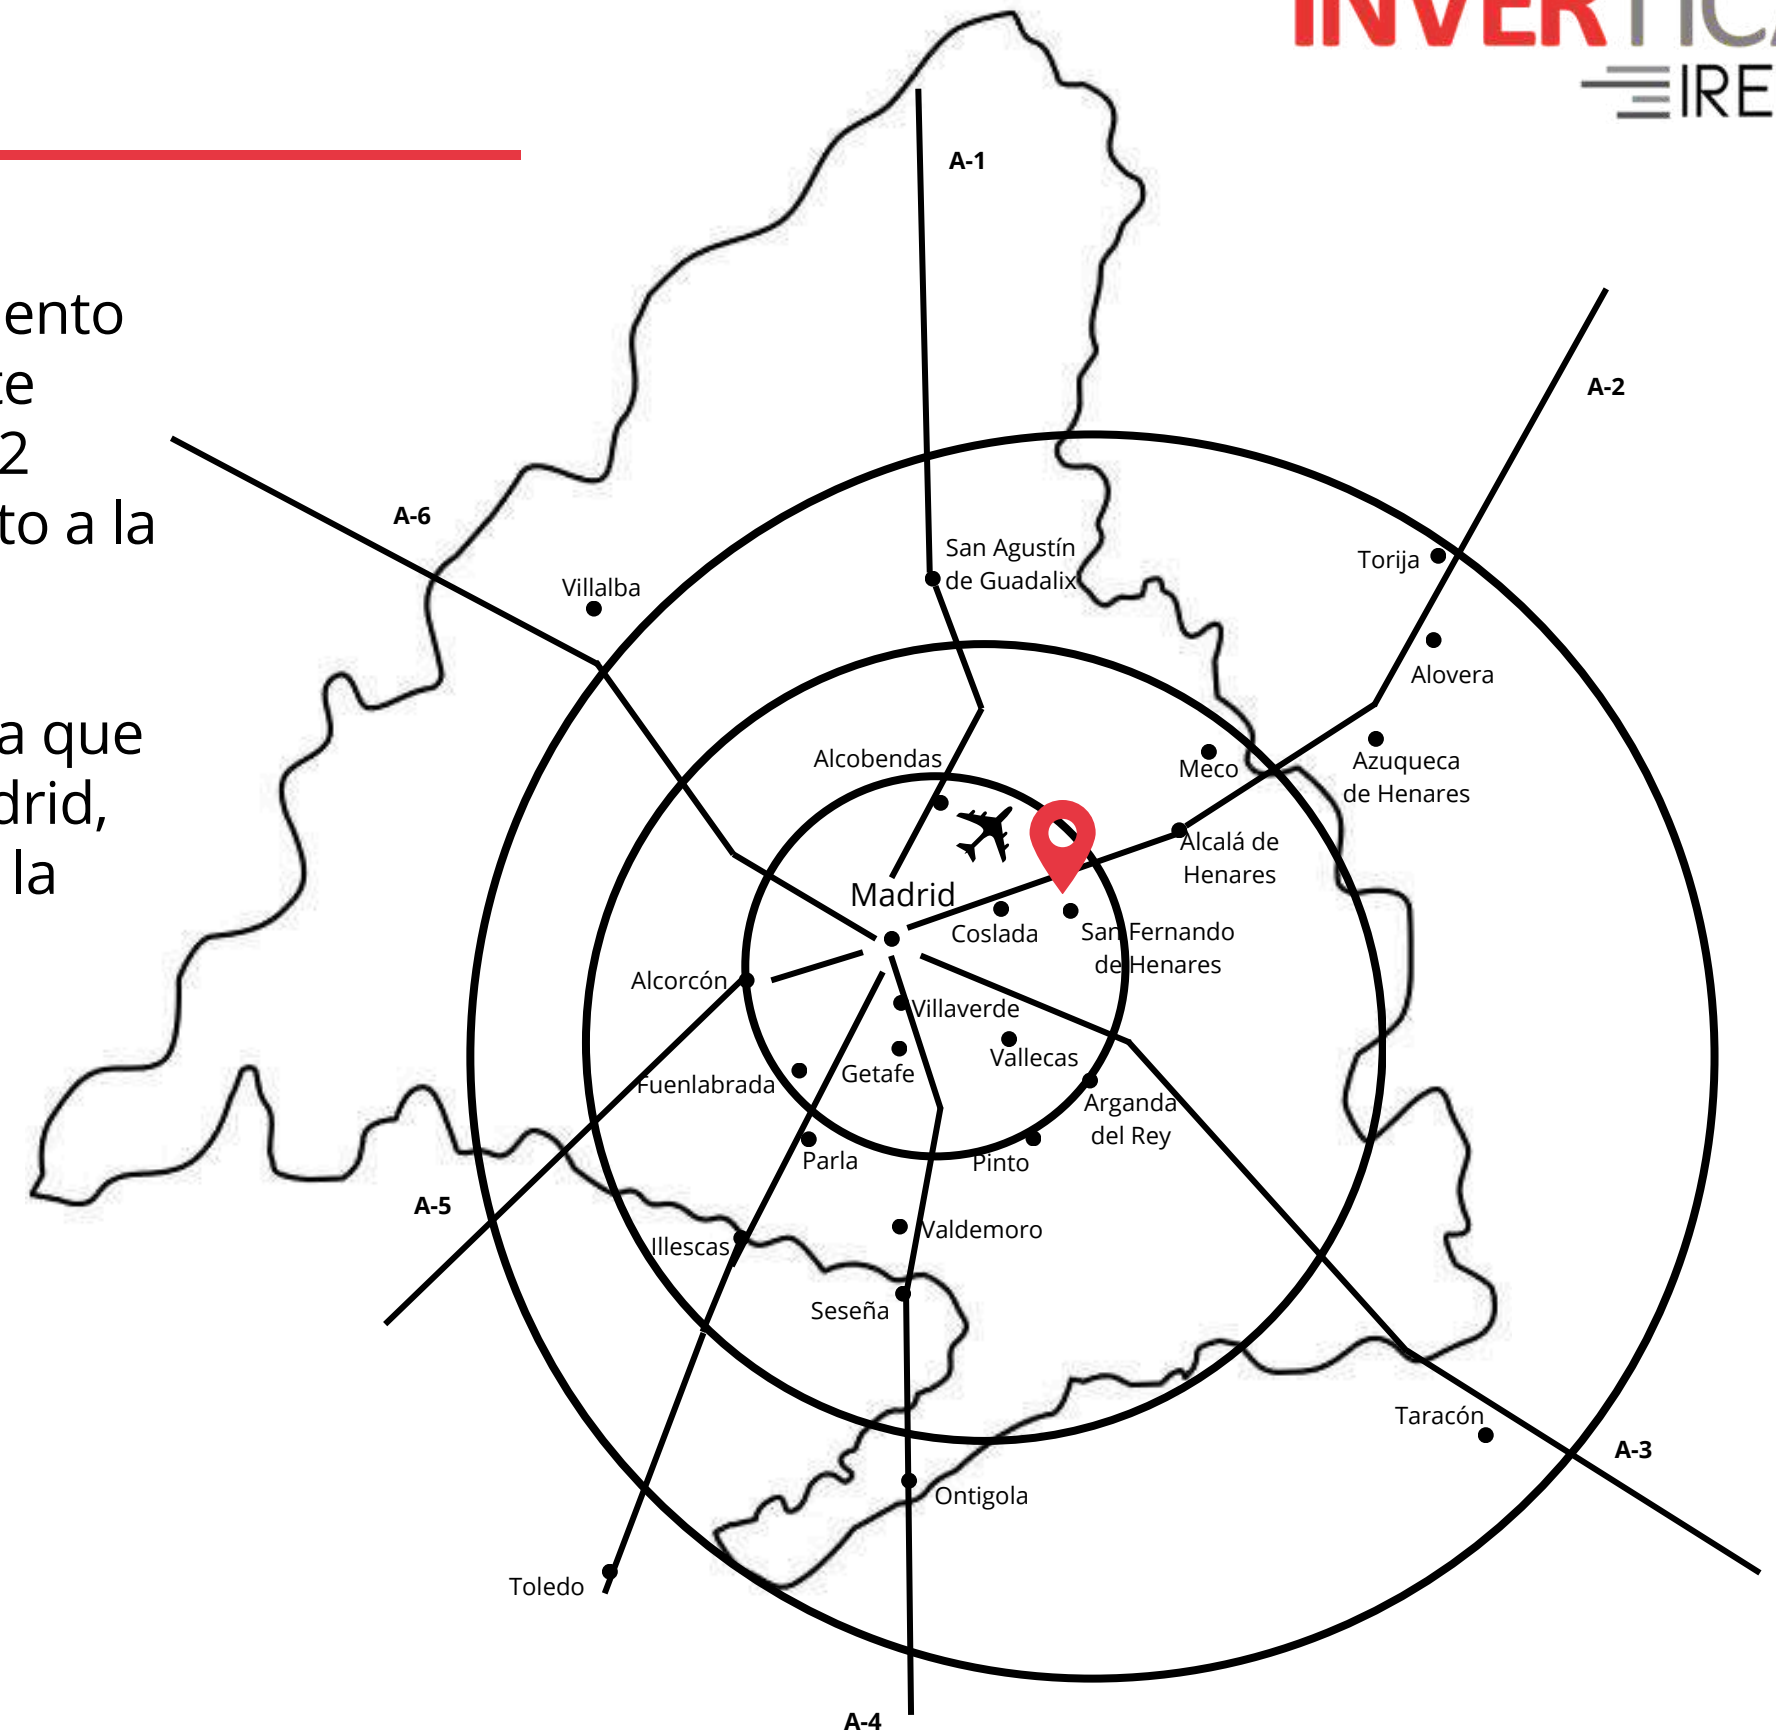 INVERTICA
IRE
ento
te
2
to a la
a que
drid,
la
A-1
A-2
A-6
San Agustín
de Guadalix
Torija
Villalba
Alovera
Alcobendas
Meco
Azuqueca
de Henares
Alcalá de
Henares
Madrid
Coslada
San Fernando
de Henares
Alcorcón
Villaverde
Vallecas
Getafe
Fuenlabrada
Arganda
del Rey
Parla
Pinto
A-5
Valdemoro
Illescas
Seseña
Taracón
A-3
Ontigola
Toledo
A-4